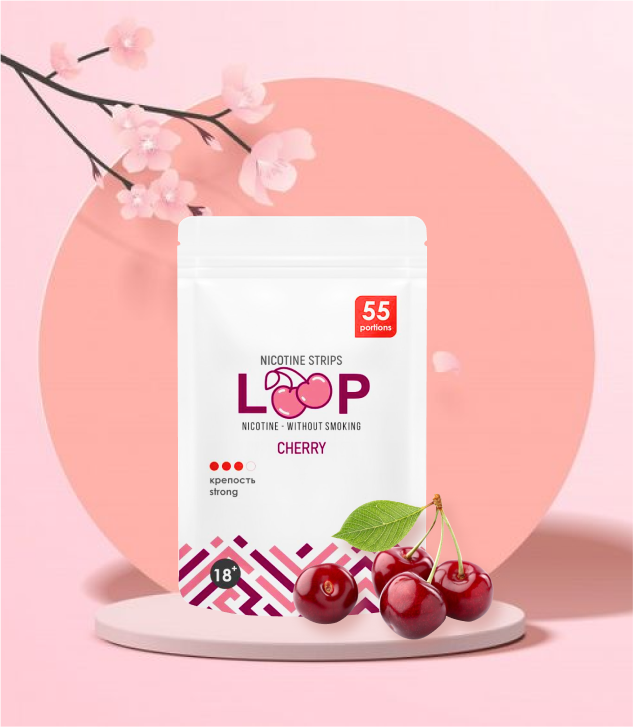 55
portions
NICOTINE STRIPS
LOOP
NICOTINE - WITHOUT SMOKING
CHERRY
крепость
strong
18+